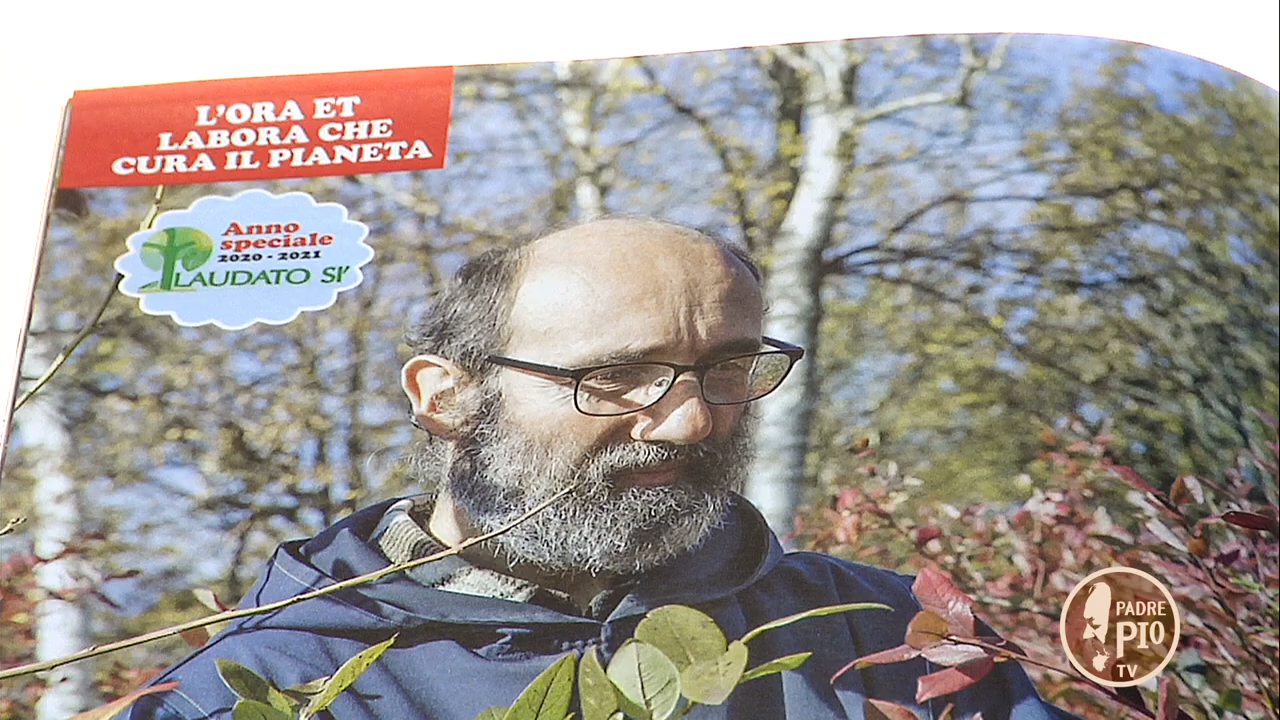 L'ORA ET
LABORA CHE
CURA IL PIANETA
Anno
speciale
2020 - 2021
LAUDATO SI'
PADRE
PIO
TV